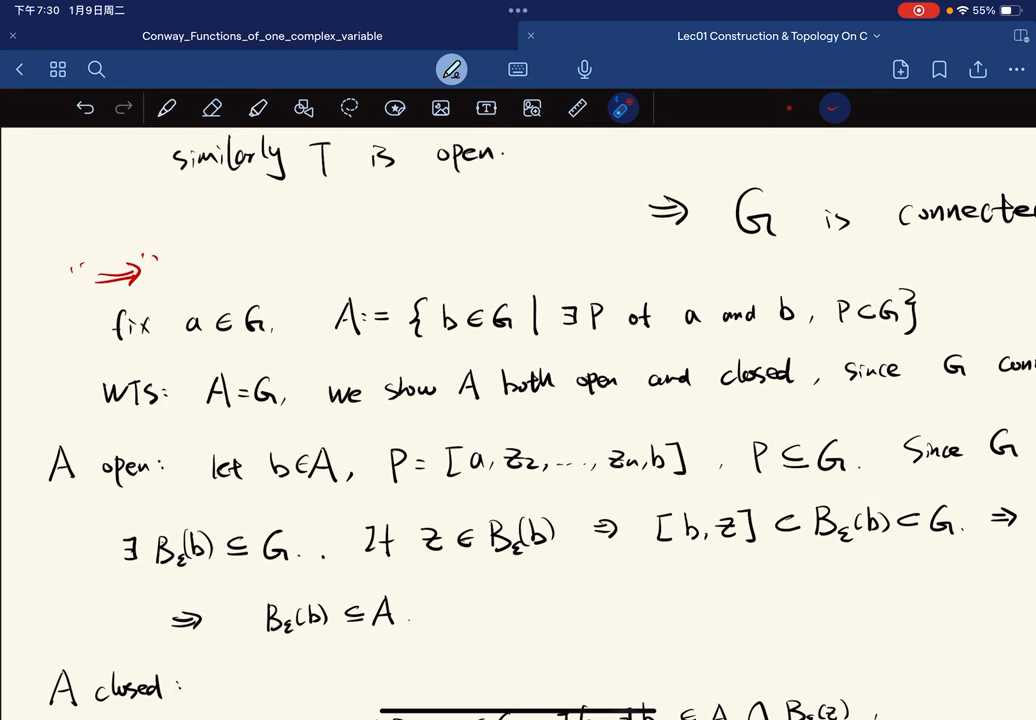 下午7:30 1月9日周二
55%
Conway_Functions_of_one_complex_variable
Lec01 Construction & Topology On C
similarly T is open.
⇒ G is connecte
"⇒"
fix a ∈ G, A := { b ∈ G | ∃ P of a and b, P ⊂ G }
WTS: A = G, we show A both open and closed, since G con
A open: let b ∈ A, P = [a, z₂, ..., zₙ, b], P ⊆ G. Since G
∃ Bε(b) ⊆ G. . If z ∈ Bε(b) ⇒ [b, z] ⊂ Bε(b) ⊂ G. ⇒
⇒ Bε(b) ⊆ A.
A closed:
∈ A ∩ Bε(z),